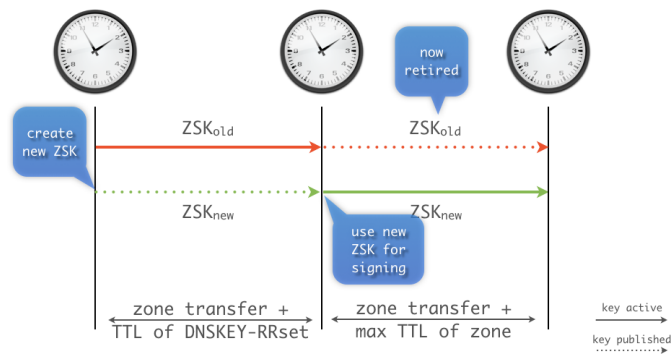 now
retired
create
new ZSK
ZSKold
ZSKold
ZSKnew
ZSKnew
use new
ZSK for
signing
zone transfer +
TTL of DNSKEY-RRset
zone transfer +
max TTL of zone
key active
key published